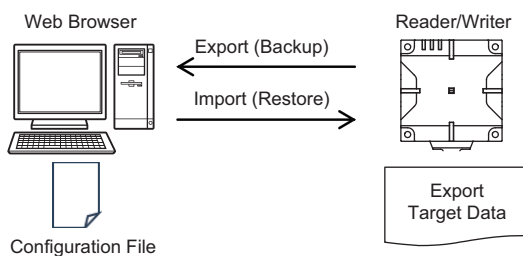 Web Browser
Reader/Writer
Export (Backup)
Import (Restore)
Export
Target Data
Configuration File